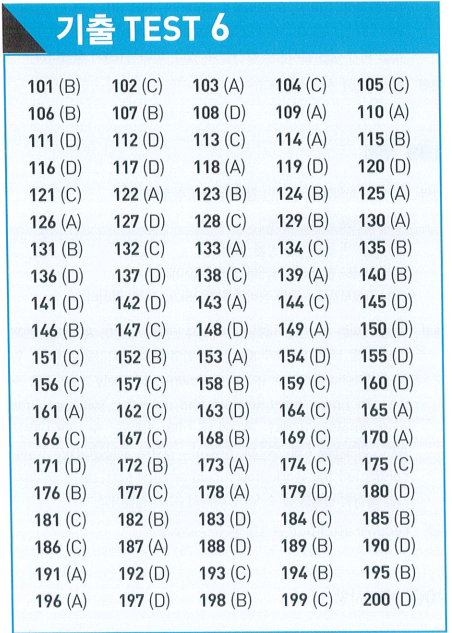 기출 TEST 6
101 (B) 102 (C) 103 (A) 104 (C) 105 (C)
106 (B) 107 (B) 108 (D) 109 (A) 110 (A)
111 (D) 112 (D) 113 (C) 114 (A) 115 (B)
116 (D) 117 (D) 118 (A) 119 (D) 120 (D)
121 (C) 122 (A) 123 (B) 124 (B) 125 (A)
126 (A) 127 (D) 128 (C) 129 (B) 130 (A)
131 (B) 132 (C) 133 (A) 134 (C) 135 (B)
136 (D) 137 (D) 138 (C) 139 (A) 140 (B)
141 (D) 142 (D) 143 (A) 144 (C) 145 (D)
146 (B) 147 (C) 148 (D) 149 (A) 150 (D)
151 (C) 152 (B) 153 (A) 154 (D) 155 (D)
156 (C) 157 (C) 158 (B) 159 (C) 160 (D)
161 (A) 162 (C) 163 (D) 164 (C) 165 (A)
166 (C) 167 (C) 168 (B) 169 (C) 170 (A)
171 (D) 172 (B) 173 (A) 174 (C) 175 (C)
176 (B) 177 (C) 178 (A) 179 (D) 180 (D)
181 (C) 182 (B) 183 (D) 184 (C) 185 (B)
186 (C) 187 (A) 188 (D) 189 (B) 190 (D)
191 (A) 192 (D) 193 (C) 194 (B) 195 (B)
196 (A) 197 (D) 198 (B) 199 (C) 200 (D)